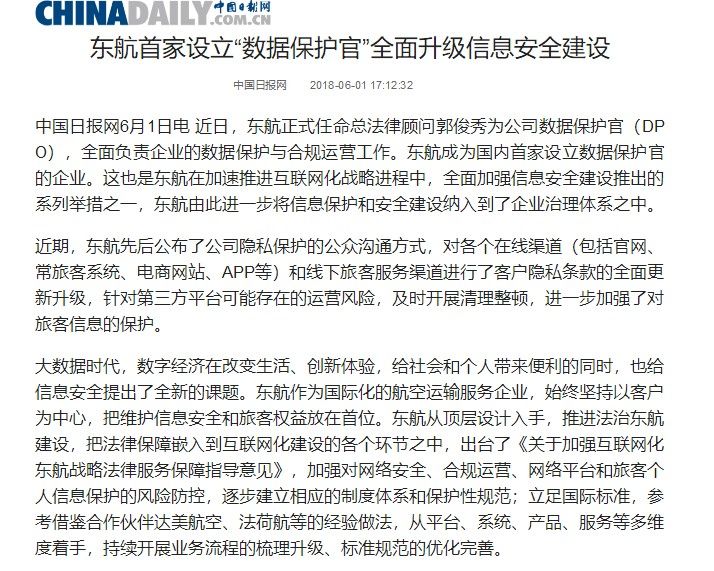 CHINADAILY 中国日报网
.COM.CN
东航首家设立“数据保护官”全面升级信息安全建设
中国日报网 2018-06-01 17:12:32
中国日报网6月1日电 近日，东航正式任命总法律顾问郭俊秀为公司数据保护官（DP
O），全面负责企业的数据保护与合规运营工作。东航成为国内首家设立数据保护官
的企业。这也是东航在加速推进互联网化战略进程中，全面加强信息安全建设推出的
系列举措之一，东航由此进一步将信息保护和安全建设纳入到了企业治理体系之中。
近期，东航先后公布了公司隐私保护的公众沟通方式，对各个在线渠道（包括官网、
常旅客系统、电商网站、APP等）和线下旅客服务渠道进行了客户隐私条款的全面更
新升级，针对第三方平台可能存在的运营风险，及时开展清理整顿，进一步加强了对
旅客信息的保护。
大数据时代，数字经济在改变生活、创新体验，给社会和个人带来便利的同时，也给
信息安全提出了全新的课题。东航作为国际化的航空运输服务企业，始终坚持以客户
为中心，把维护信息安全和旅客权益放在首位。东航从顶层设计入手，推进法治东航
建设，把法律保障嵌入到互联网化建设的各个环节之中，出台了《关于加强互联网化
东航战略法律服务保障指导意见》，加强对网络安全、合规运营、网络平台和旅客个
人信息保护的风险防控，逐步建立相应的制度体系和保护性规范；立足国际标准，参
考借鉴合作伙伴达美航空、法荷航等的经验做法，从平台、系统、产品、服务等多维
度着手，持续开展业务流程的梳理升级、标准规范的优化完善。